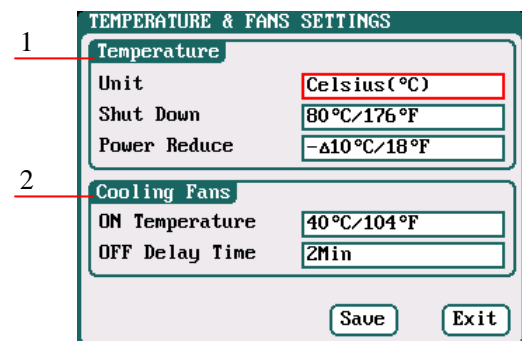 TEMPERATURE & FANS SETTINGS
1
Temperature
Unit Celsius(°C)
Shut Down 80°C/176°F
Power Reduce -Δ10°C/18°F
2
Cooling Fans
ON Temperature 40°C/104°F
OFF Delay Time 2Min
Save Exit